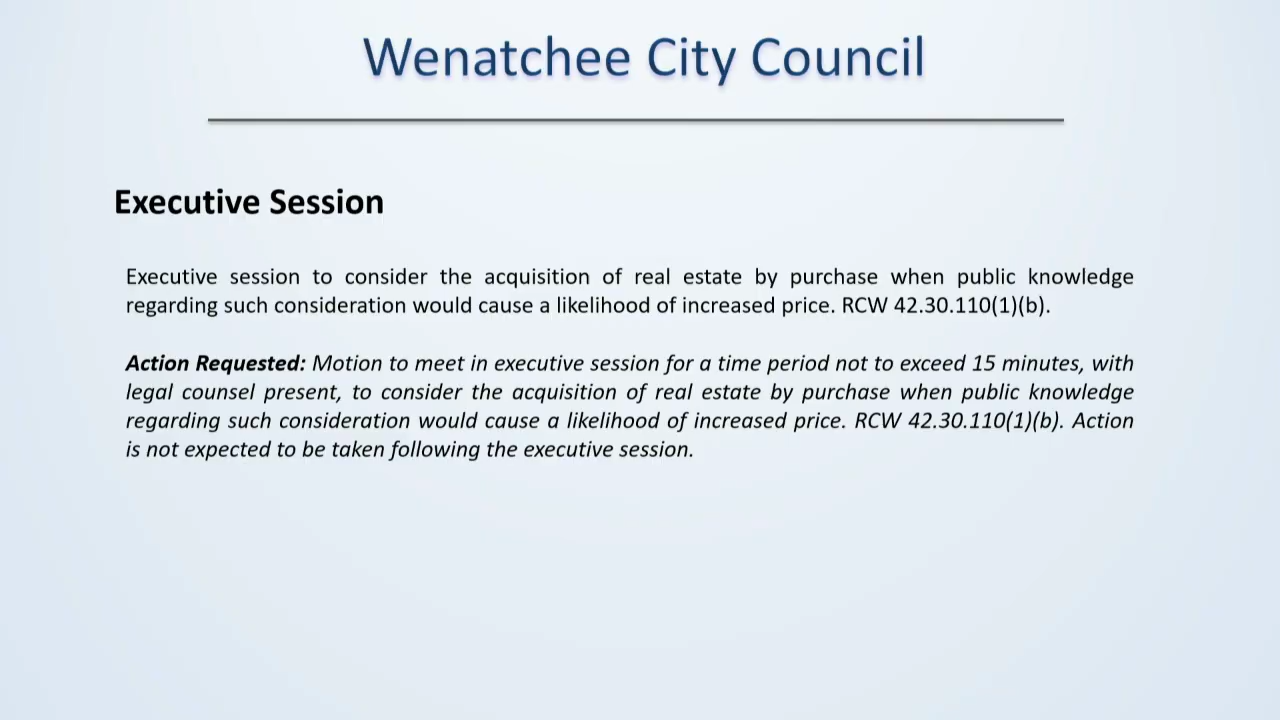 Wenatchee City Council
Executive Session
Executive session to consider the acquisition of real estate by purchase when public knowledge
regarding such consideration would cause a likelihood of increased price. RCW 42.30.110(1)(b).
Action Requested: Motion to meet in executive session for a time period not to exceed 15 minutes, with
legal counsel present, to consider the acquisition of real estate by purchase when public knowledge
regarding such consideration would cause a likelihood of increased price. RCW 42.30.110(1)(b). Action
is not expected to be taken following the executive session.